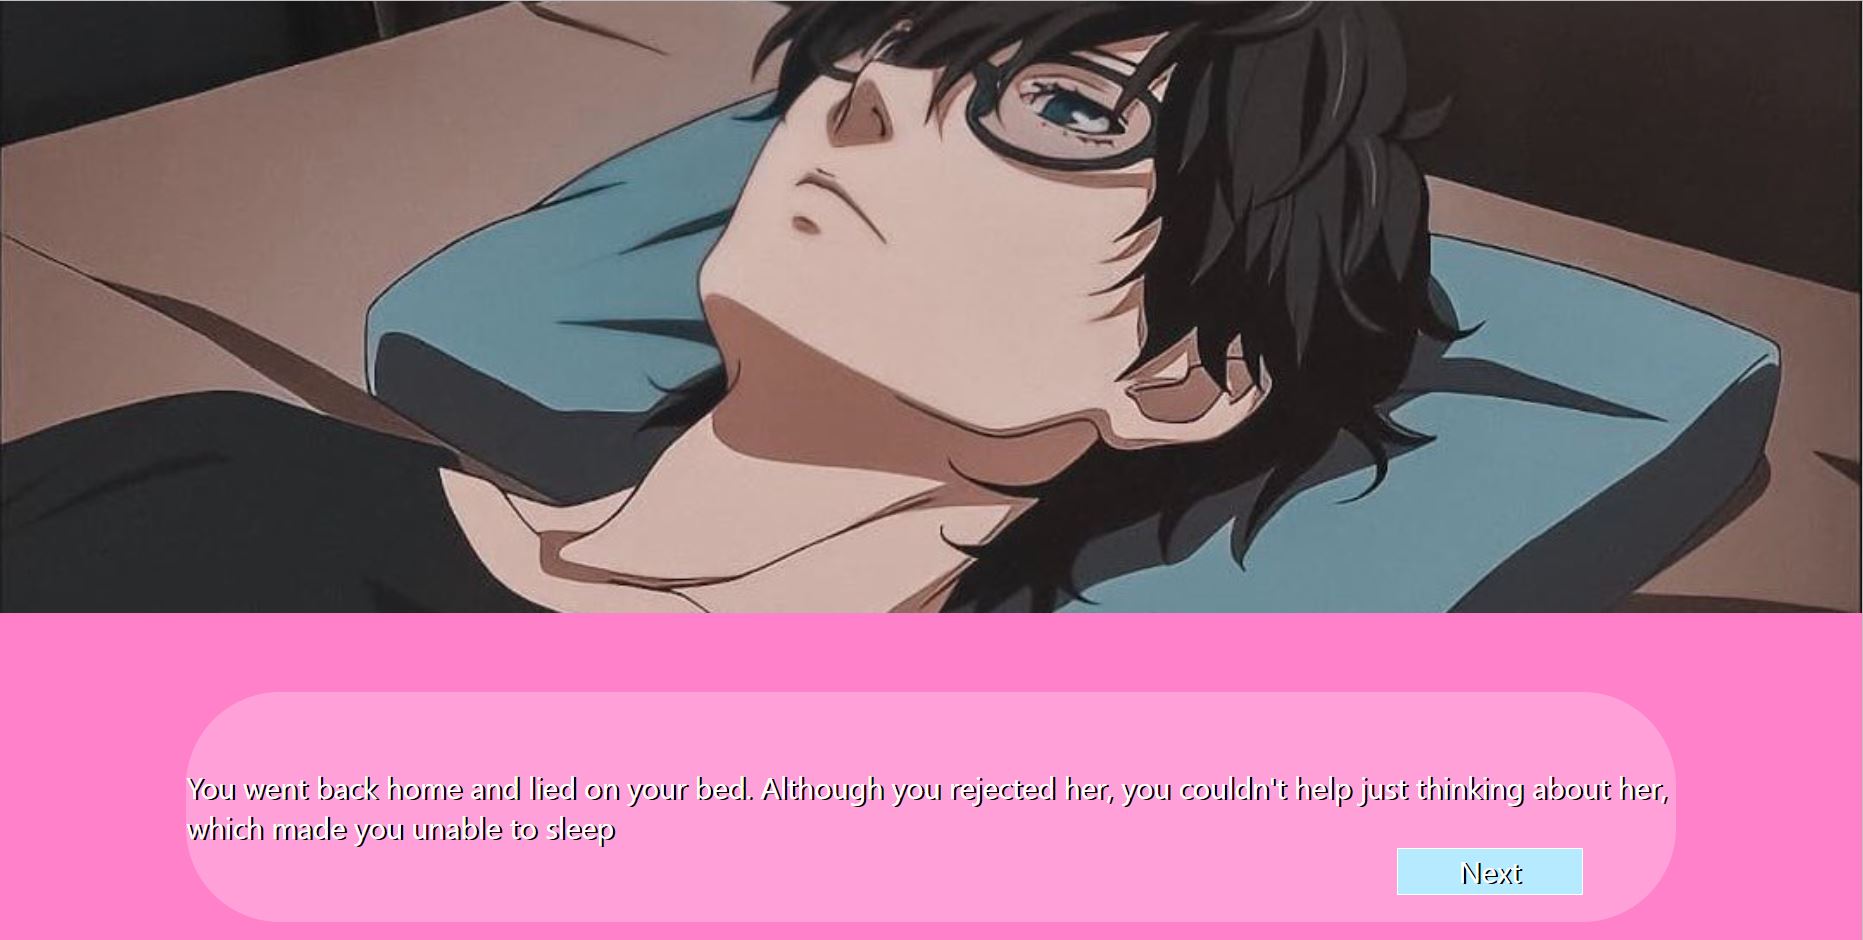 You went back home and lied on your bed. Although you rejected her, you couldn't help just thinking about her,
which made you unable to sleep
Next